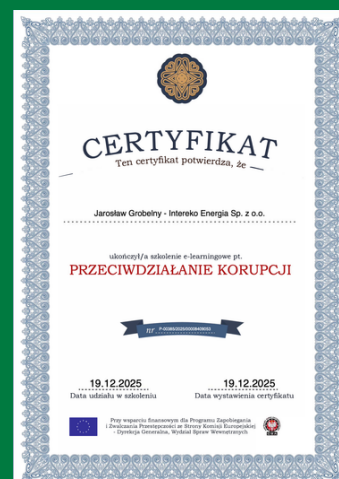 CERTYFIKAT
Ten certyfikat potwierdza, że
Jarosław Grobelny - Intereko Energia Sp. z o.o.
ukończył/a szkolenie e-learningowe pt.
PRZECIWDZIAŁANIE KORUPCJI
nr
19.12.2025 19.12.2025
Data udziału w szkoleniu Data wystawienia certyfikatu
Przy wsparciu finansowym dla Programu Zapobiegania
i Zwalczania Przestępczości ze Strony Komisji Europejskiej
- Dyrekcja Generalna, Wydział Spraw Wewnętrznych